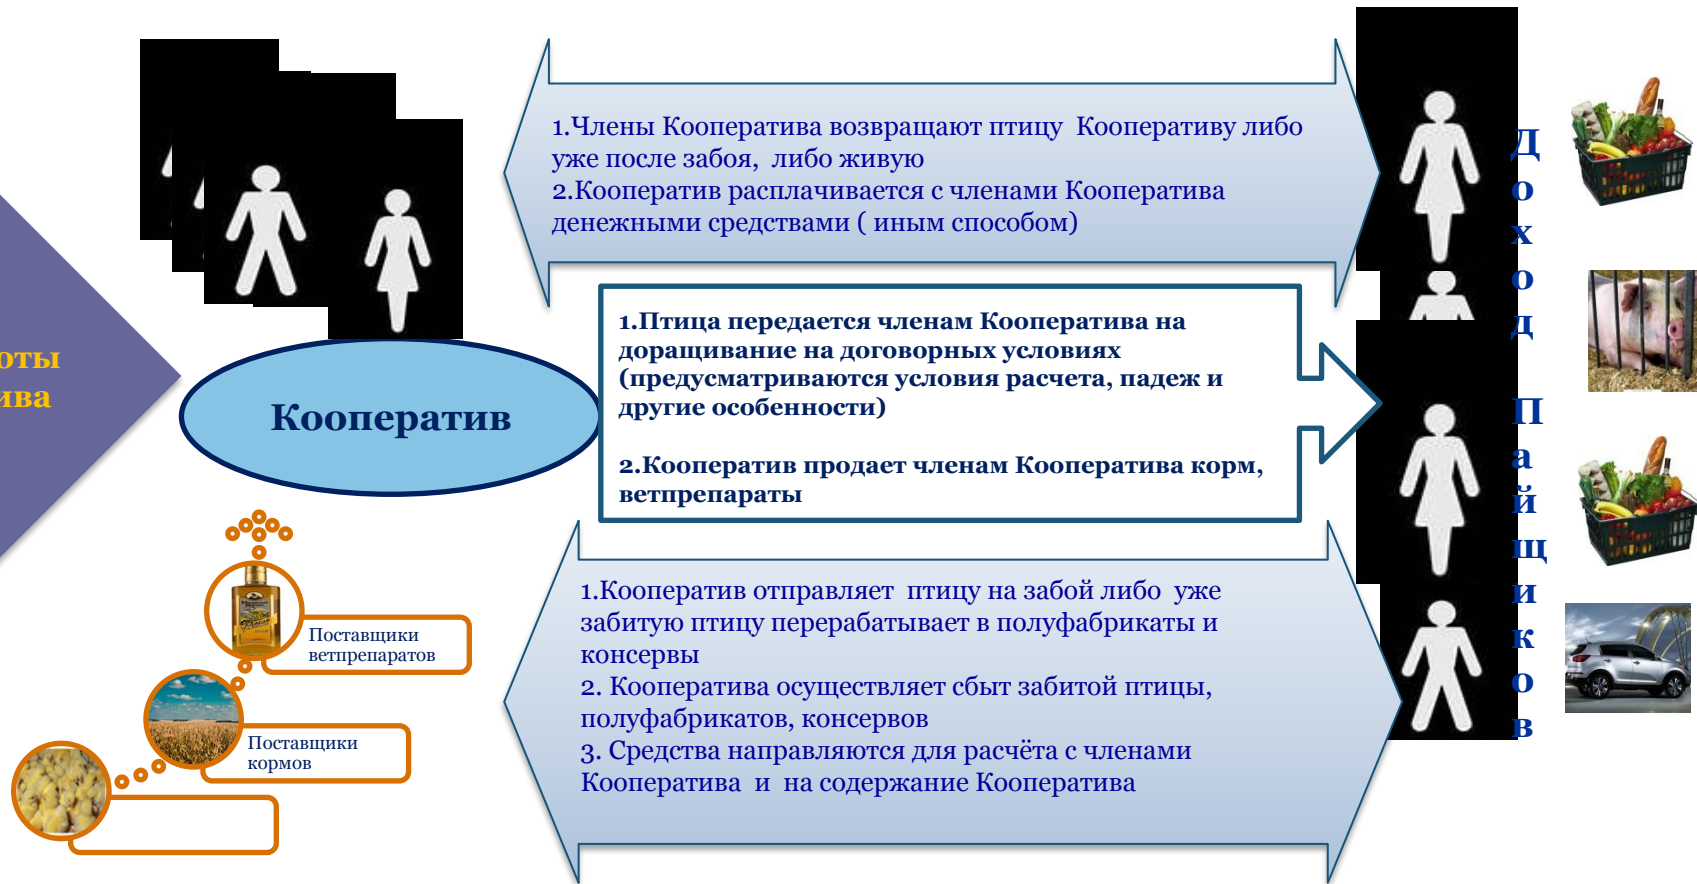 1.Члены Кооператива возвращают птицу Кооперативу либо
уже после забоя, либо живую
2.Кооператив расплачивается с членами Кооператива
денежными средствами ( иным способом)
оты
ива
Кооператив
1.Птица передается членам Кооператива на
доращивание на договорных условиях
(предусматриваются условия расчета, падеж и
другие особенности)
2.Кооператив продает членам Кооператива корм,
ветпрепараты
Поставщики
ветпрепаратов
Поставщики
кормов
1.Кооператив отправляет птицу на забой либо уже
забитую птицу перерабатывает в полуфабрикаты и
консервы
2. Кооператива осуществляет сбыт забитой птицы,
полуфабрикатов, консервов
3. Средства направляются для расчёта с членами
Кооператива и на содержание Кооператива
Доход
Пайщиков